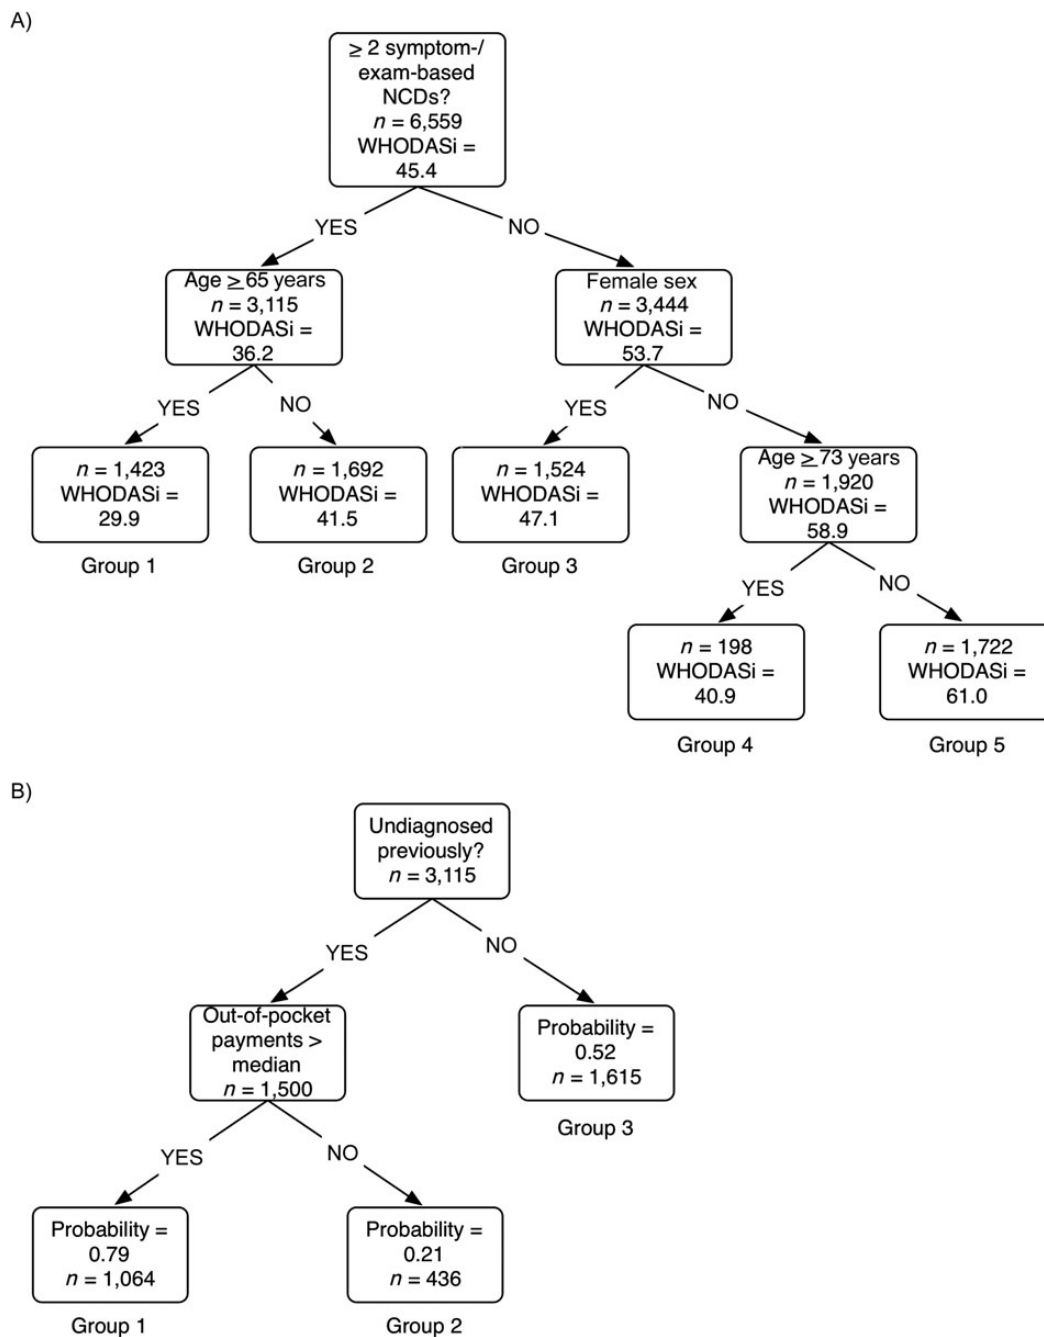 A)
≥ 2 symptom-/
exam-based
NCDs?
n = 6,559
WHODASi =
45.4
YES
NO
Age ≥65 years
n = 3,115
WHODASi =
36.2
Female sex
n = 3,444
WHODASi =
53.7
YES
NO
YES
NO
n = 1,423
WHODASi =
29.9
Group 1
n = 1,692
WHODASi =
41.5
Group 2
n = 1,524
WHODASi =
47.1
Group 3
Age ≥73 years
n = 1,920
WHODASi =
58.9
YES
NO
n = 198
WHODASi =
40.9
Group 4
n = 1,722
WHODASi =
61.0
Group 5
B)
Undiagnosed
previously?
n = 3,115
YES
NO
Out-of-pocket
payments >
median
n = 1,500
Probability =
0.52
n = 1,615
Group 3
YES
NO
Probability =
0.79
n = 1,064
Group 1
Probability =
0.21
n = 436
Group 2